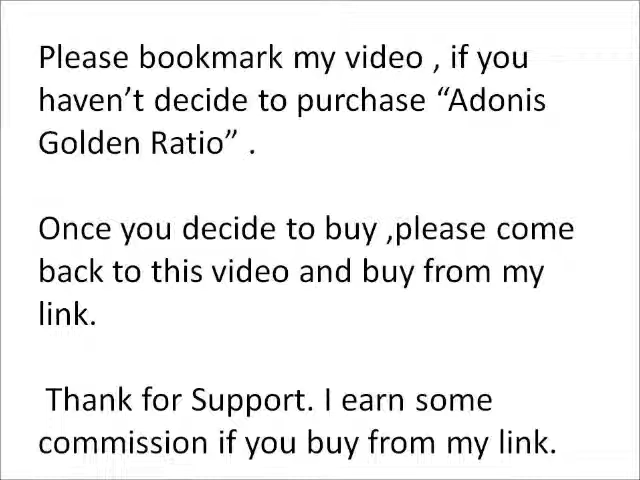 Please bookmark my video , if you
haven’t decide to purchase “Adonis
Golden Ratio” .
Once you decide to buy ,please come
back to this video and buy from my
link.
Thank for Support. I earn some
commission if you buy from my link.